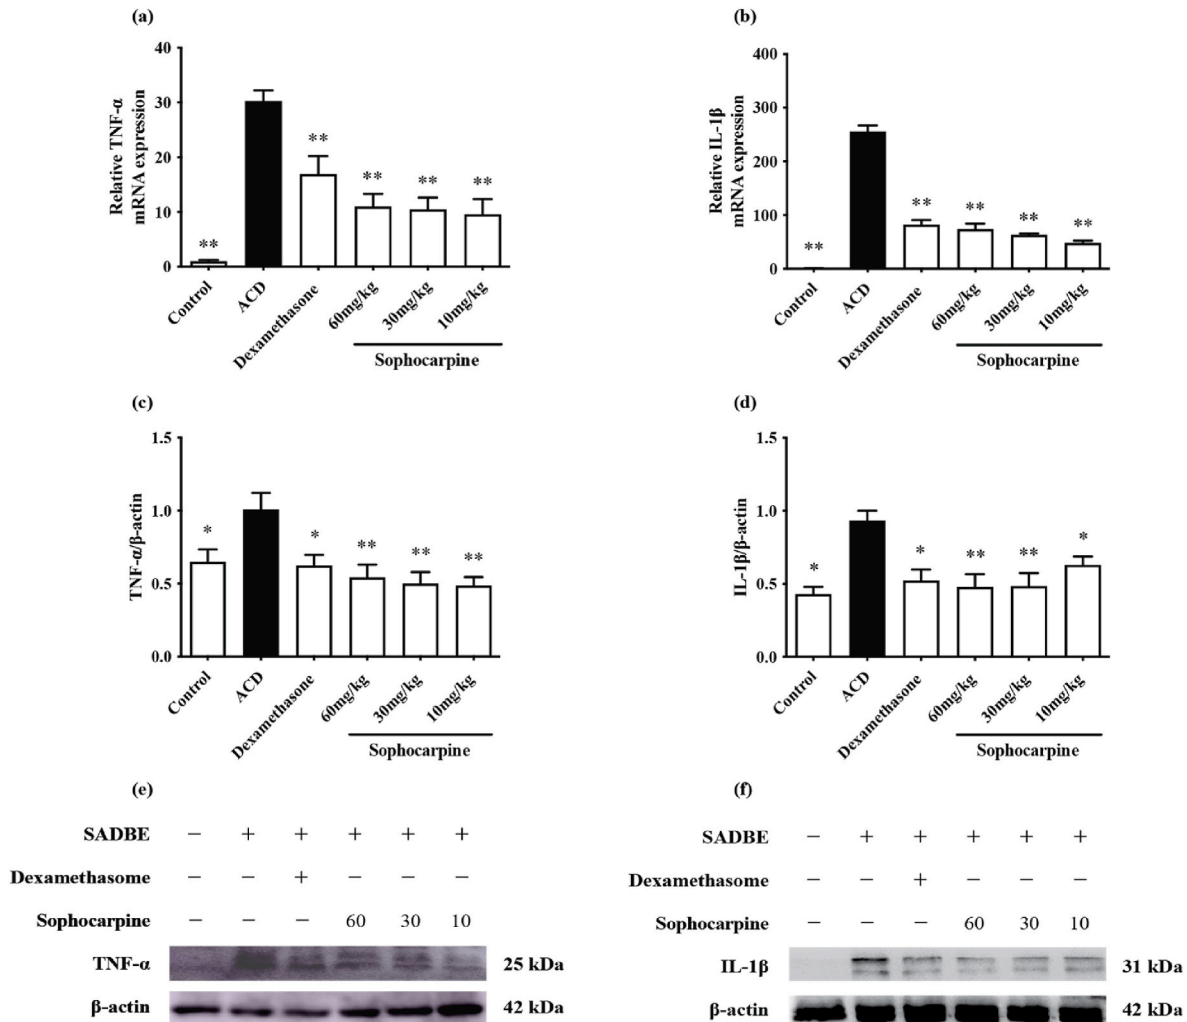 (a)
Relative TNF-α
mRNA expression
40
30
20
10
0
**
**
**
**
**
Control
ACD
Dexamethasone
60mg/kg
30mg/kg
10mg/kg
Sophocarpine
(b)
Relative IL-1β
mRNA expression
400
300
200
100
0
**
**
**
**
**
Control
ACD
Dexamethasone
60mg/kg
30mg/kg
10mg/kg
Sophocarpine
(c)
TNF-α/β-actin
1.5
1.0
0.5
0.0
*
*
**
**
**
Control
ACD
Dexamethasone
60mg/kg
30mg/kg
10mg/kg
Sophocarpine
(d)
IL-1β/β-actin
1.5
1.0
0.5
0.0
*
*
**
**
*
Control
ACD
Dexamethasone
60mg/kg
30mg/kg
10mg/kg
Sophocarpine
(e)
SADBE − + + + + +
Dexamethasome − − + − − −
Sophocarpine − − − 60 30 10
TNF-α 25 kDa
β-actin 42 kDa
(f)
SADBE − + + + + +
Dexamethasome − − + − − −
Sophocarpine − − − 60 30 10
IL-1β 31 kDa
β-actin 42 kDa